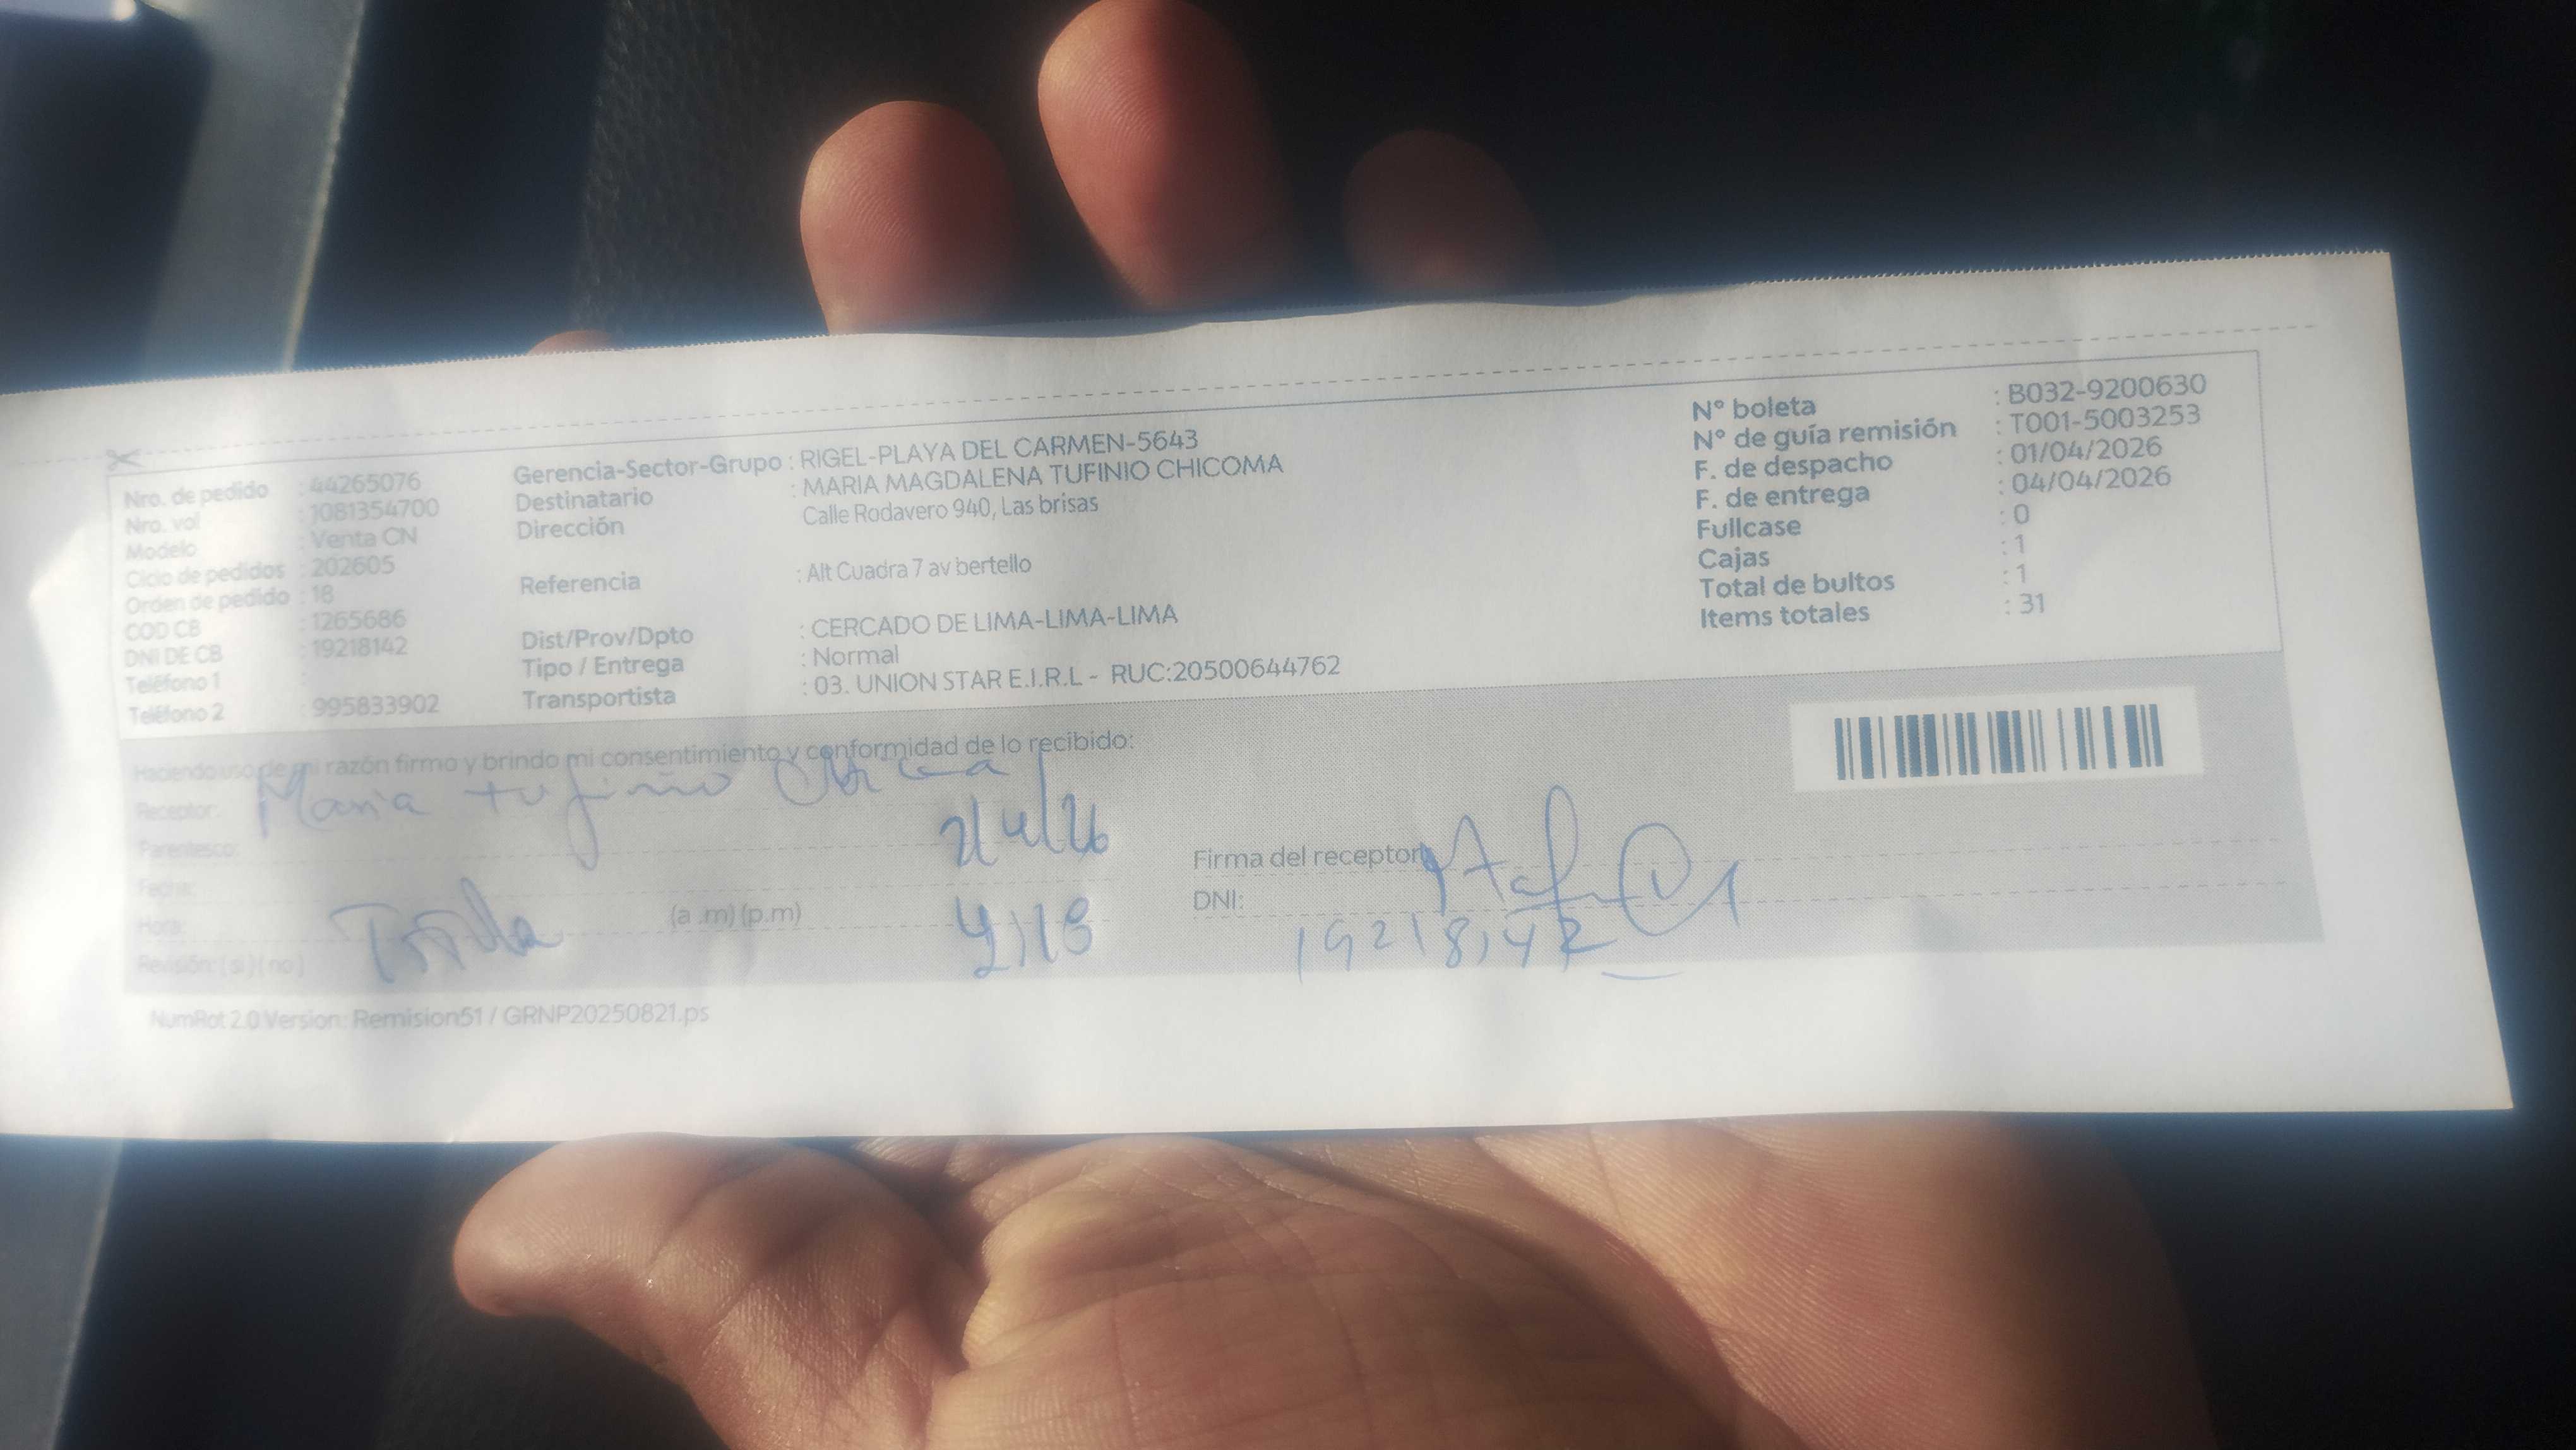 Nro. de pedido : 44265076
Nro. vol : 1081354700
Modelo : Venta CN
Ciclo de pedidos : 202605
Orden de pedido : 18
COD CB : 1265686
DNI DE CB : 19218142
Teléfono 1 :
Teléfono 2 : 995833902
Gerencia-Sector-Grupo : RIGEL-PLAYA DEL CARMEN-5643
Destinatario : MARIA MAGDALENA TUFINIO CHICOMA
Dirección Calle Rodavero 940, Las brisas
Referencia : Alt Cuadra 7 av bertello
Dist/Prov/Dpto : CERCADO DE LIMA-LIMA-LIMA
Tipo / Entrega : Normal
Transportista : 03. UNION STAR E.I.R.L - RUC:20500644762
N° boleta : B032-9200630
N° de guía remisión : T001-5003253
F. de despacho : 01/04/2026
F. de entrega : 04/04/2026
Fullcase : 0
Cajas : 1
Total de bultos : 1
Items totales : 31
Haciendo uso de mi razón firmo y brindo mi consentimiento y conformidad de lo recibido:
Receptor: Maria tufinio
Parentesco:
Fecha: 2/4/26
Hora: (a .m) (p.m)
Revisión: ( si ) ( no )
Firma del receptor:
DNI: 19218142
NumRot 2.0 Version: Remision51 / GRNP20250821.ps